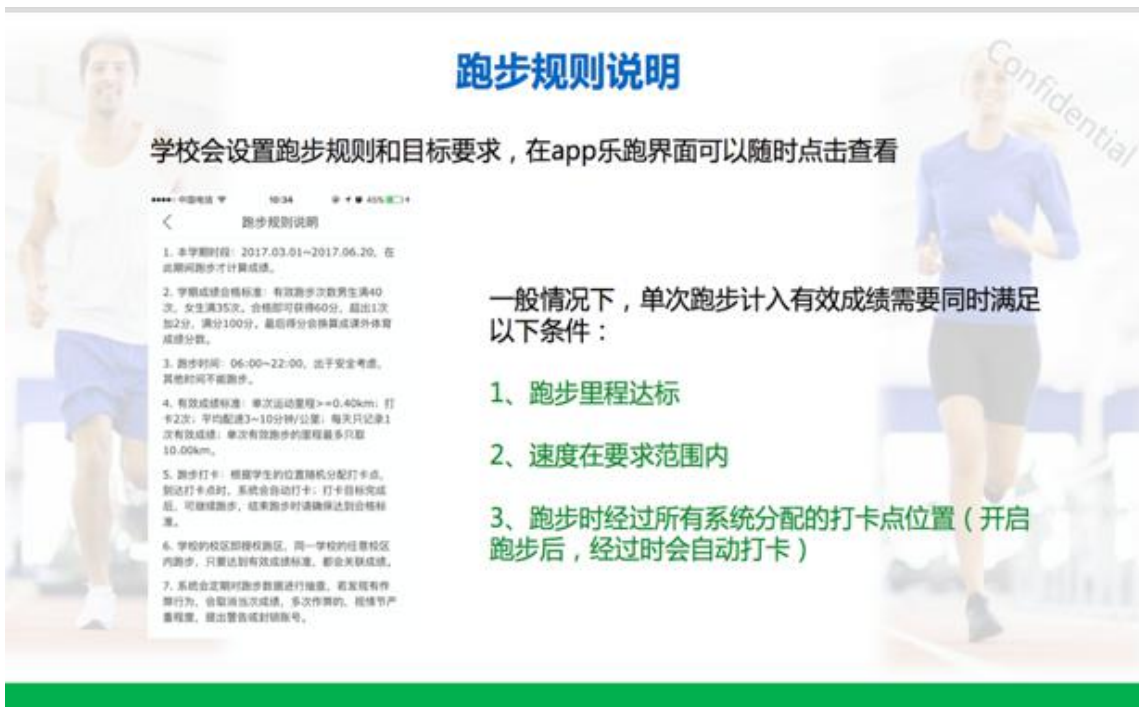 跑步规则说明
Confidential
学校会设置跑步规则和目标要求，在app乐跑界面可以随时点击查看
中国电信 10:34 45%
跑步规则说明
1. 本学期时段：2017.03.01~2017.06.20，在
此期间跑步才计算成绩。
2. 学期成绩合格标准：有效跑步次数男生满40
次，女生满35次。合格即可获得60分，超出1次
加2分，满分100分。最后得分会换算成课外体育
成绩分数。
3. 跑步时间：06:00~22:00，出于安全考虑，
其他时间不能跑步。
4. 有效成绩标准：单次运动里程>=0.40km；打
卡2次；平均配速3~10分钟/公里；每天只记录1
次有效成绩；单次有效跑步的里程最多只取
10.00km。
5. 跑步打卡：根据学生的位置随机分配打卡点，
到达打卡点时，系统会自动打卡；打卡目标完成
后，可继续跑步，结束跑步时请确保达到合格标
准。
6. 学校的校区即授权跑区，同一学校的任意校区
内跑步，只要达到有效成绩标准，都会关联成绩。
7. 系统会定期对跑步数据进行抽查，若发现有作
弊行为，会取消当次成绩，多次作弊的，视情节严
重程度，提出警告或封锁账号。
一般情况下，单次跑步计入有效成绩需要同时满足
以下条件：
1、跑步里程达标
2、速度在要求范围内
3、跑步时经过所有系统分配的打卡点位置（开启
跑步后，经过时会自动打卡）